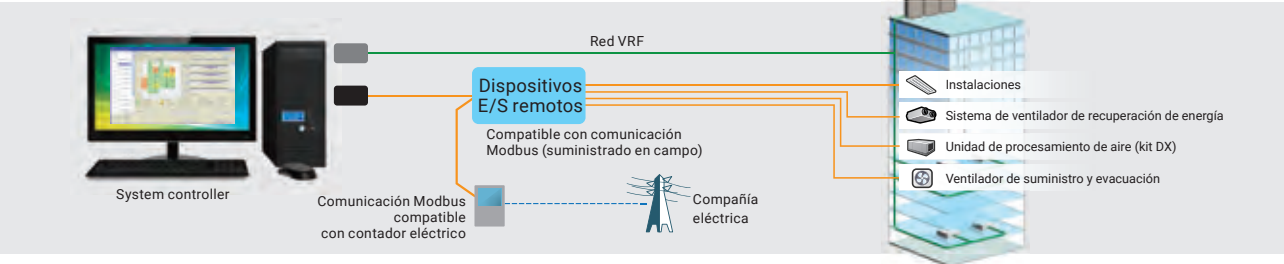 Red VRF
Dispositivos
E/S remotos
Compatible con comunicación
Modbus (suministrado en campo)
System controller
Comunicación Modbus
compatible
con contador eléctrico
Compañía
eléctrica
Instalaciones
Sistema de ventilador de recuperación de energía
Unidad de procesamiento de aire (kit DX)
Ventilador de suministro y evacuación